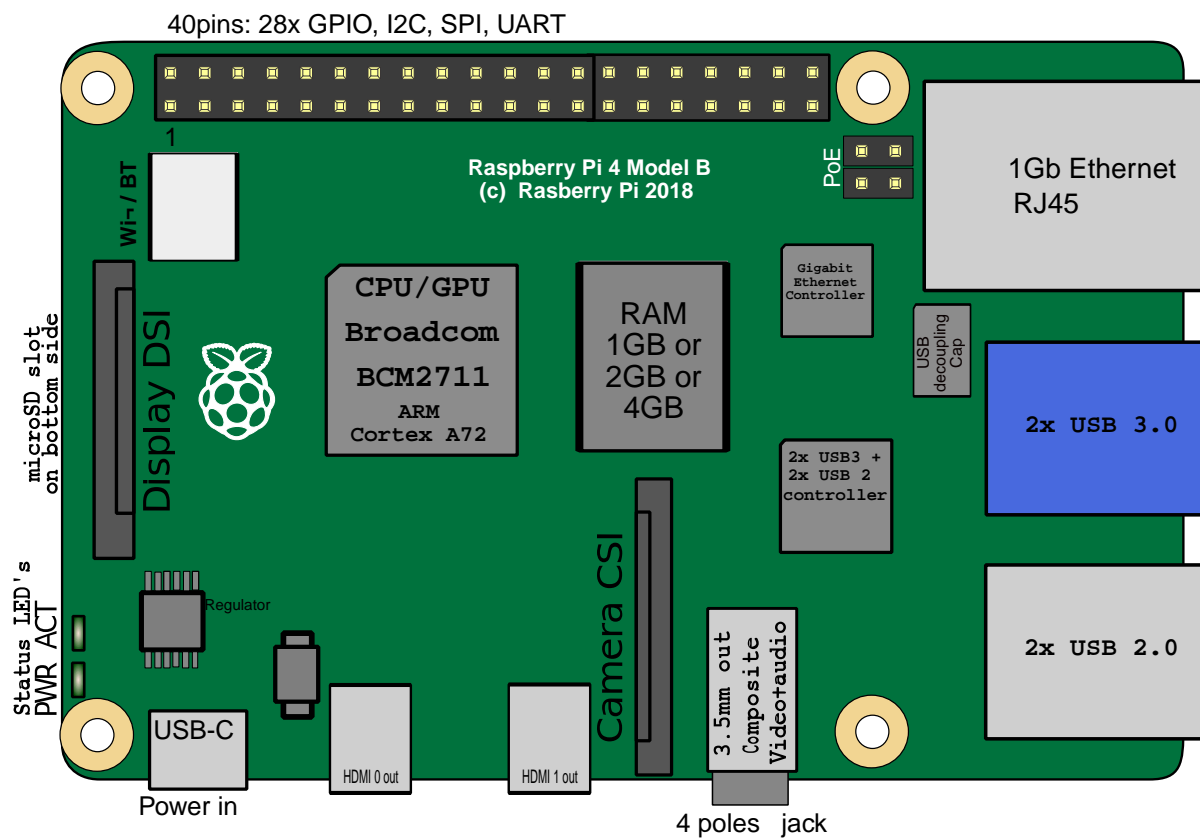 40pins: 28x GPIO, I2C, SPI, UART
1
Wi¬ / BT
Raspberry Pi 4 Model B
(c) Rasberry Pi 2018
PoE
1Gb Ethernet
RJ45
Gigabit
Ethernet
Controller
CPU/GPU
Broadcom
BCM2711
ARM
Cortex A72
RAM
1GB or
2GB or
4GB
USB
decoupling
Cap
microSD slot
on bottom side
Display DSI
2x USB 3.0
2x USB3 +
2x USB 2
controller
Status LED's
PWR ACT
Regulator
Camera CSI
3.5mm out
Composite
Video+audio
2x USB 2.0
USB-C
HDMI 0 out
HDMI 1 out
Power in
4 poles jack